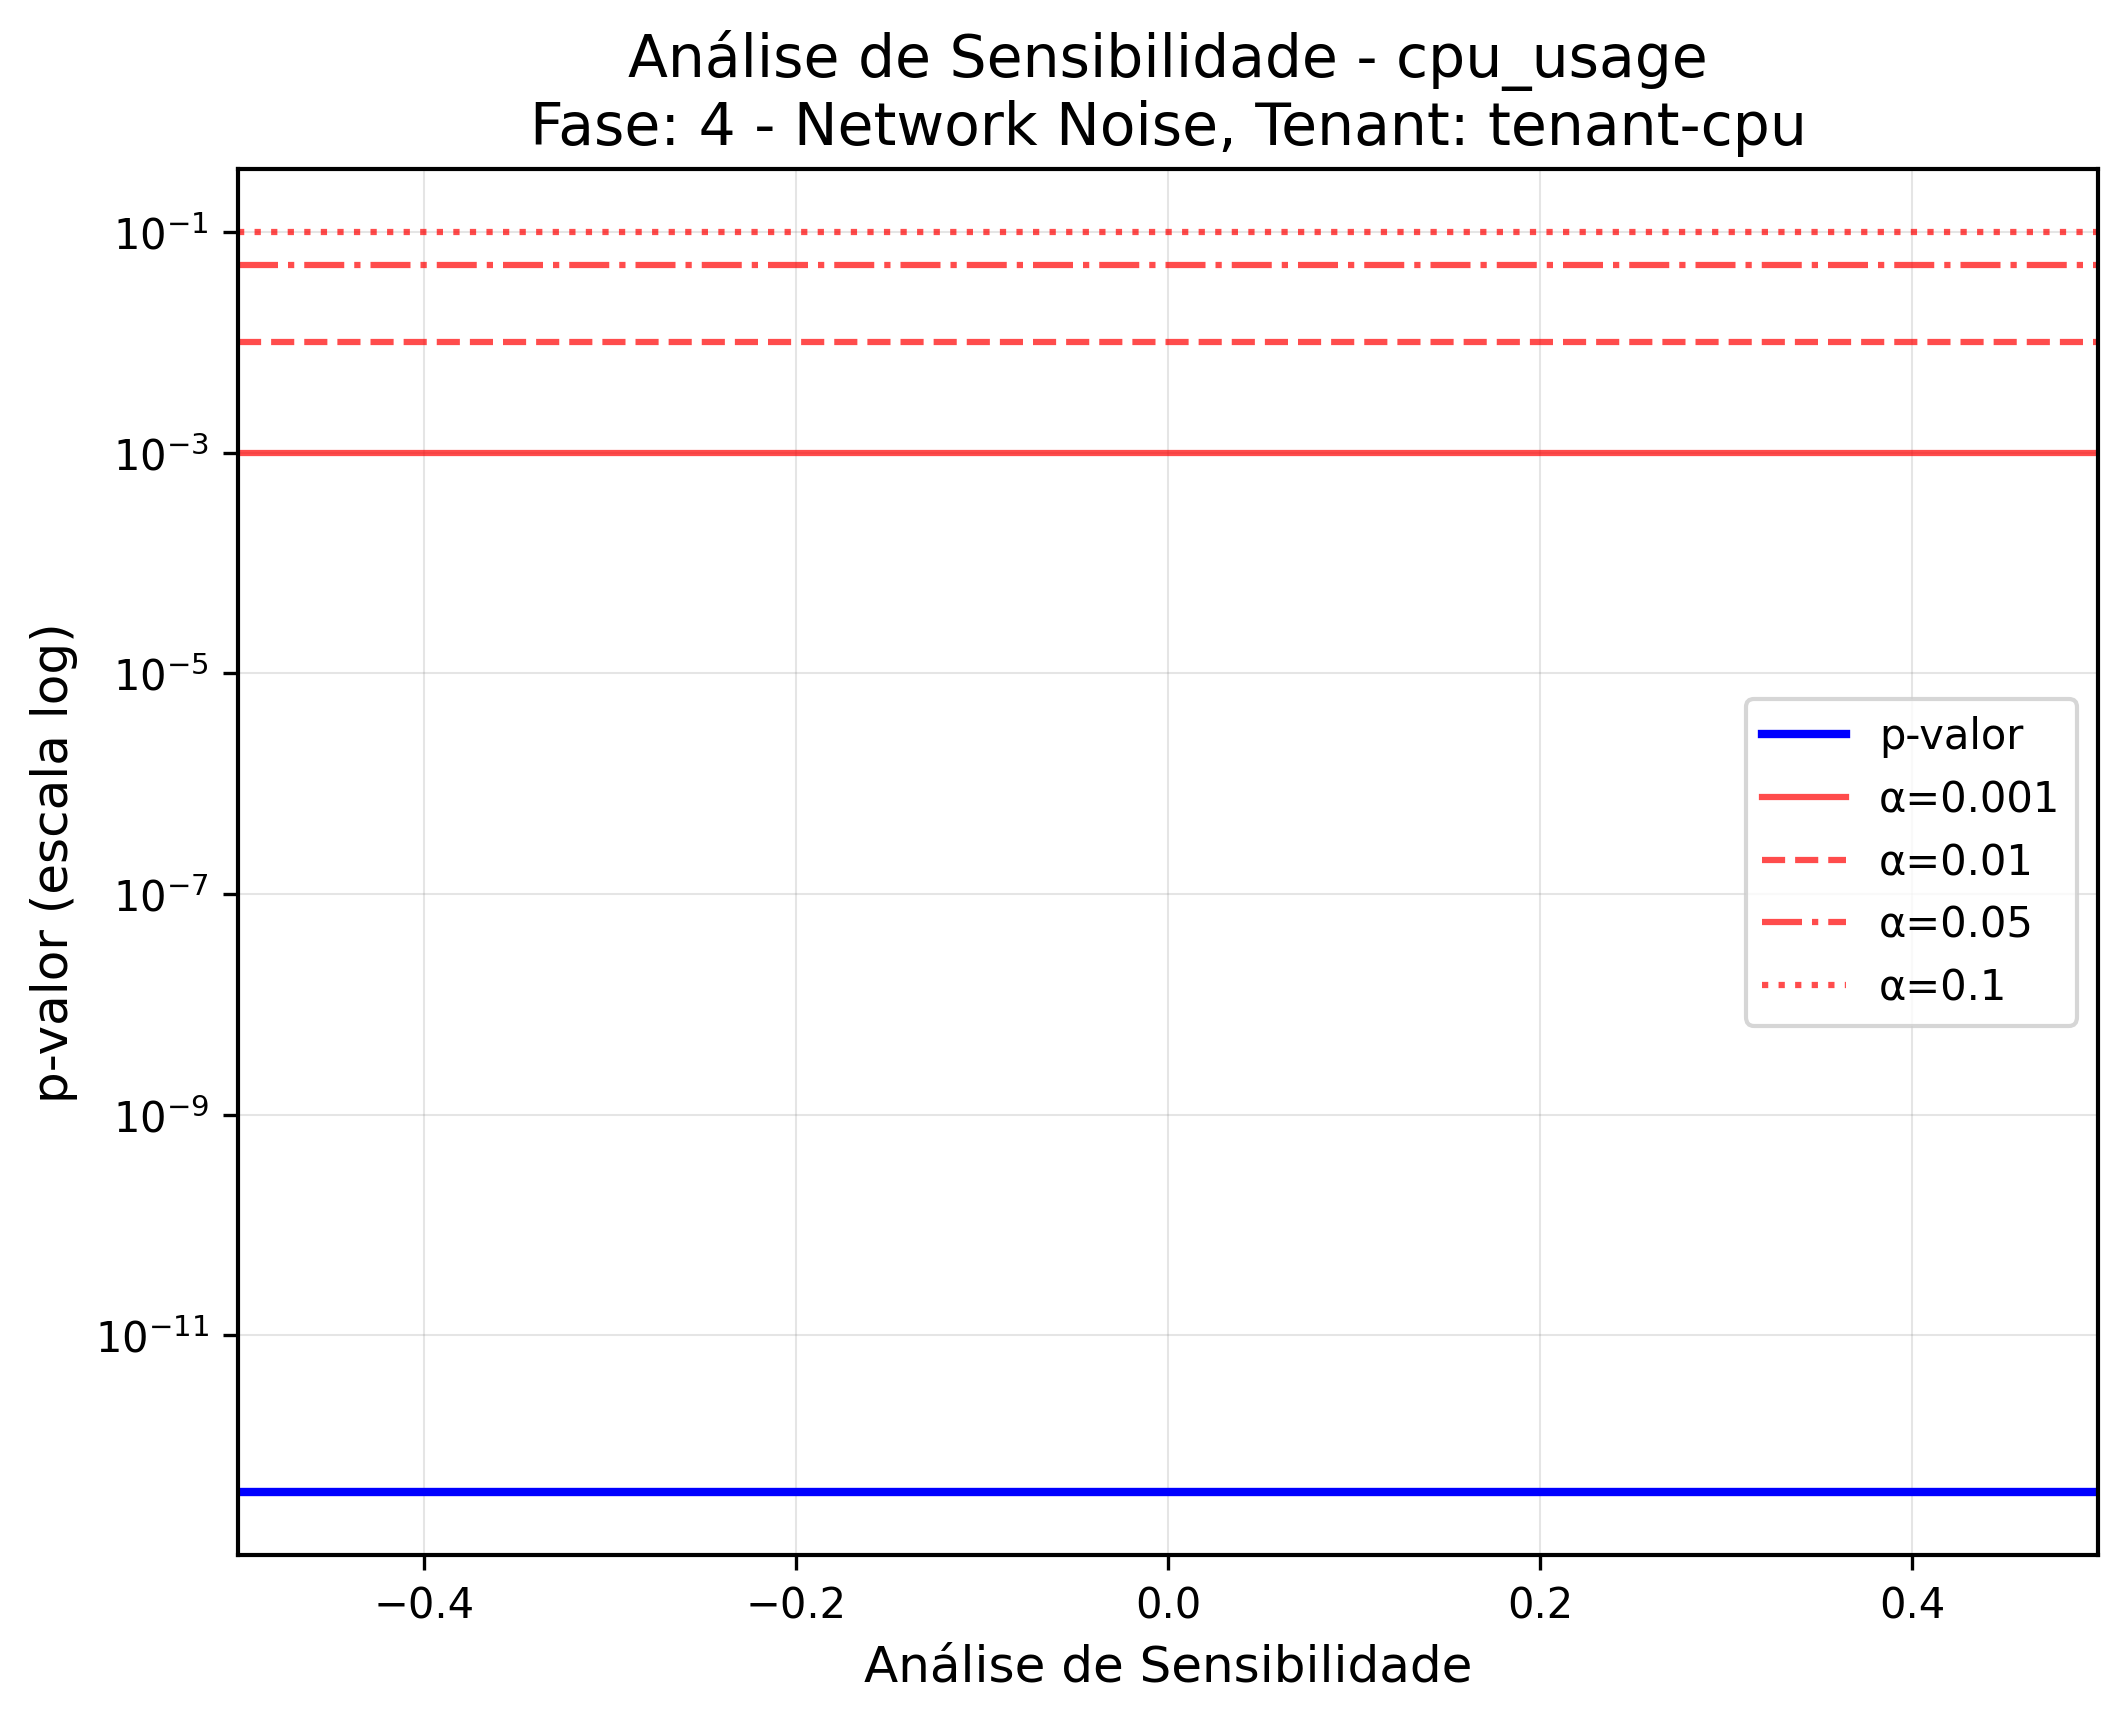 Análise de Sensibilidade - cpu_usage
Fase: 4 - Network Noise, Tenant: tenant-cpu
p-valor (escala log)
10⁻¹
10⁻³
10⁻⁵
10⁻⁷
10⁻⁹
10⁻¹¹
p-valor
α=0.001
α=0.01
α=0.05
α=0.1
−0.4
−0.2
0.0
0.2
0.4
Análise de Sensibilidade